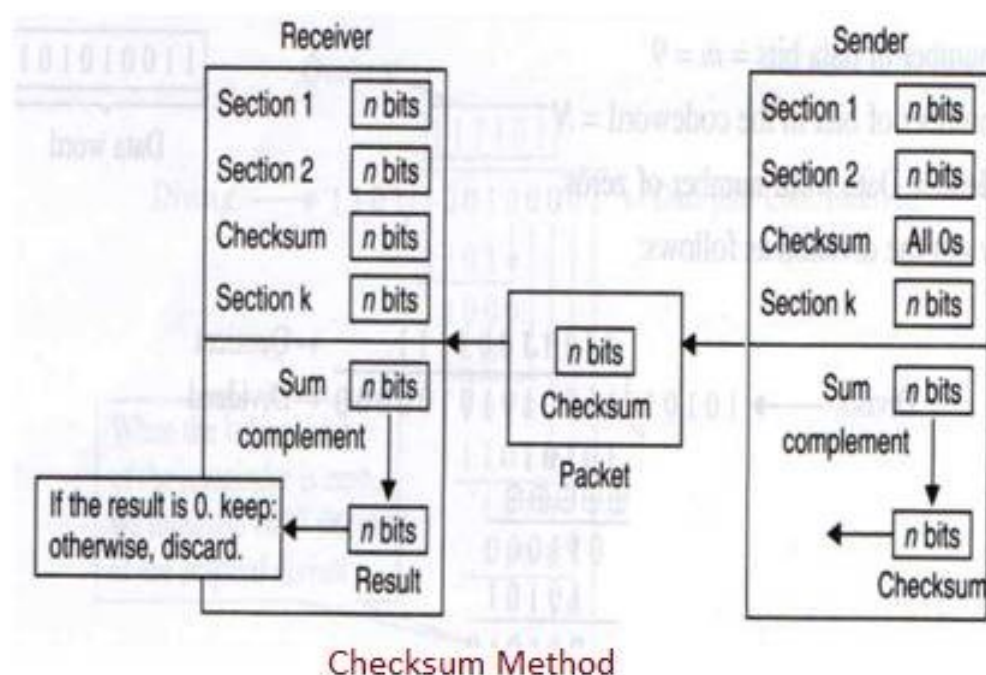 Receiver
Section 1 n bits
Section 2 n bits
Checksum n bits
Section k n bits
Sum n bits
complement
n bits
Result
If the result is 0. keep:
otherwise, discard.
n bits
Checksum
Packet
Sender
Section 1 n bits
Section 2 n bits
Checksum All 0s
Section k n bits
Sum n bits
complement
n bits
Checksum
Checksum Method